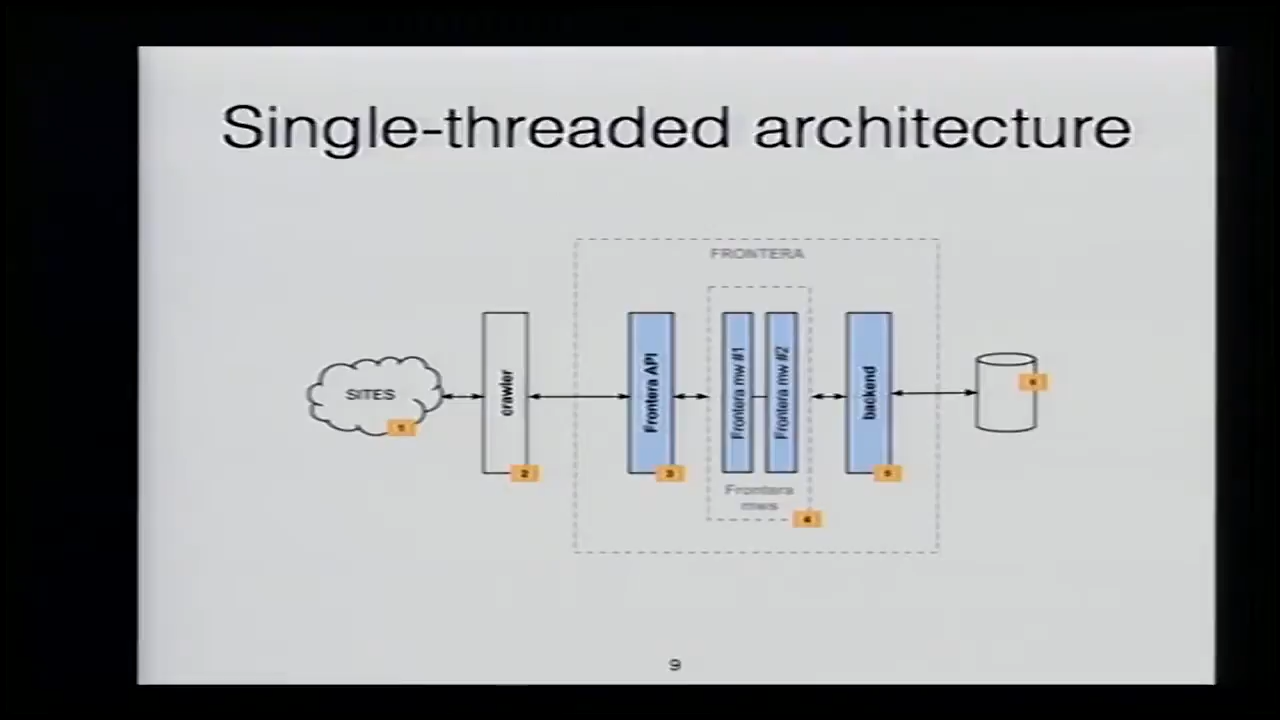 Single-threaded architecture
FRONTERA
SITES
1
crawler
2
Frontera API
3
Frontera mw #1
Frontera mw #2
Frontera
mws
4
backend
5
9